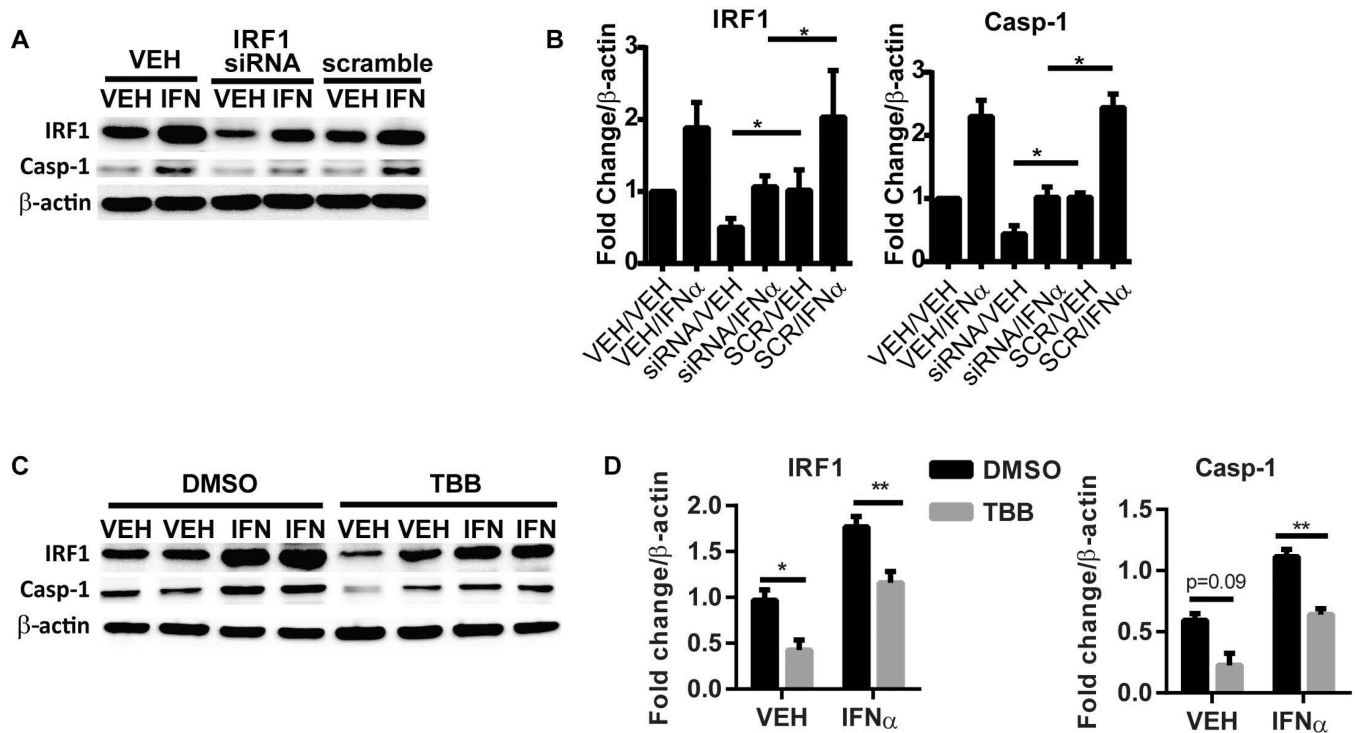 A
VEH
IRF1
siRNA
scramble
VEH IFN VEH IFN VEH IFN
IRF1
Casp-1
β-actin
B
IRF1
Fold Change/β-actin
3
2
1
0
*
*
VEH/VEH
VEH/IFNα
siRNA/VEH
siRNA/IFNα
SCR/VEH
SCR/IFNα
Casp-1
Fold Change/β-actin
3
2
1
0
*
*
VEH/VEH
VEH/IFNα
siRNA/VEH
siRNA/IFNα
SCR/VEH
SCR/IFNα
C
DMSO TBB
VEH VEH IFN IFN VEH VEH IFN IFN
IRF1
Casp-1
β-actin
D
IRF1
Fold change/β-actin
2.0
1.5
1.0
0.5
0.0
*
**
VEH IFNα
DMSO
TBB
Casp-1
Fold change/β-actin
1.5
1.0
0.5
0.0
p=0.09
**
VEH IFNα